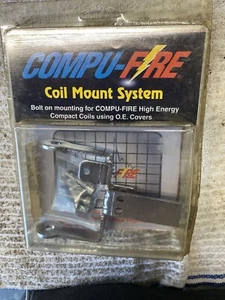 COMPU-FIRE
Coil Mount System
Bolt on mounting for COMPU-FIRE High Energy
Compact Coils using O.E. Covers